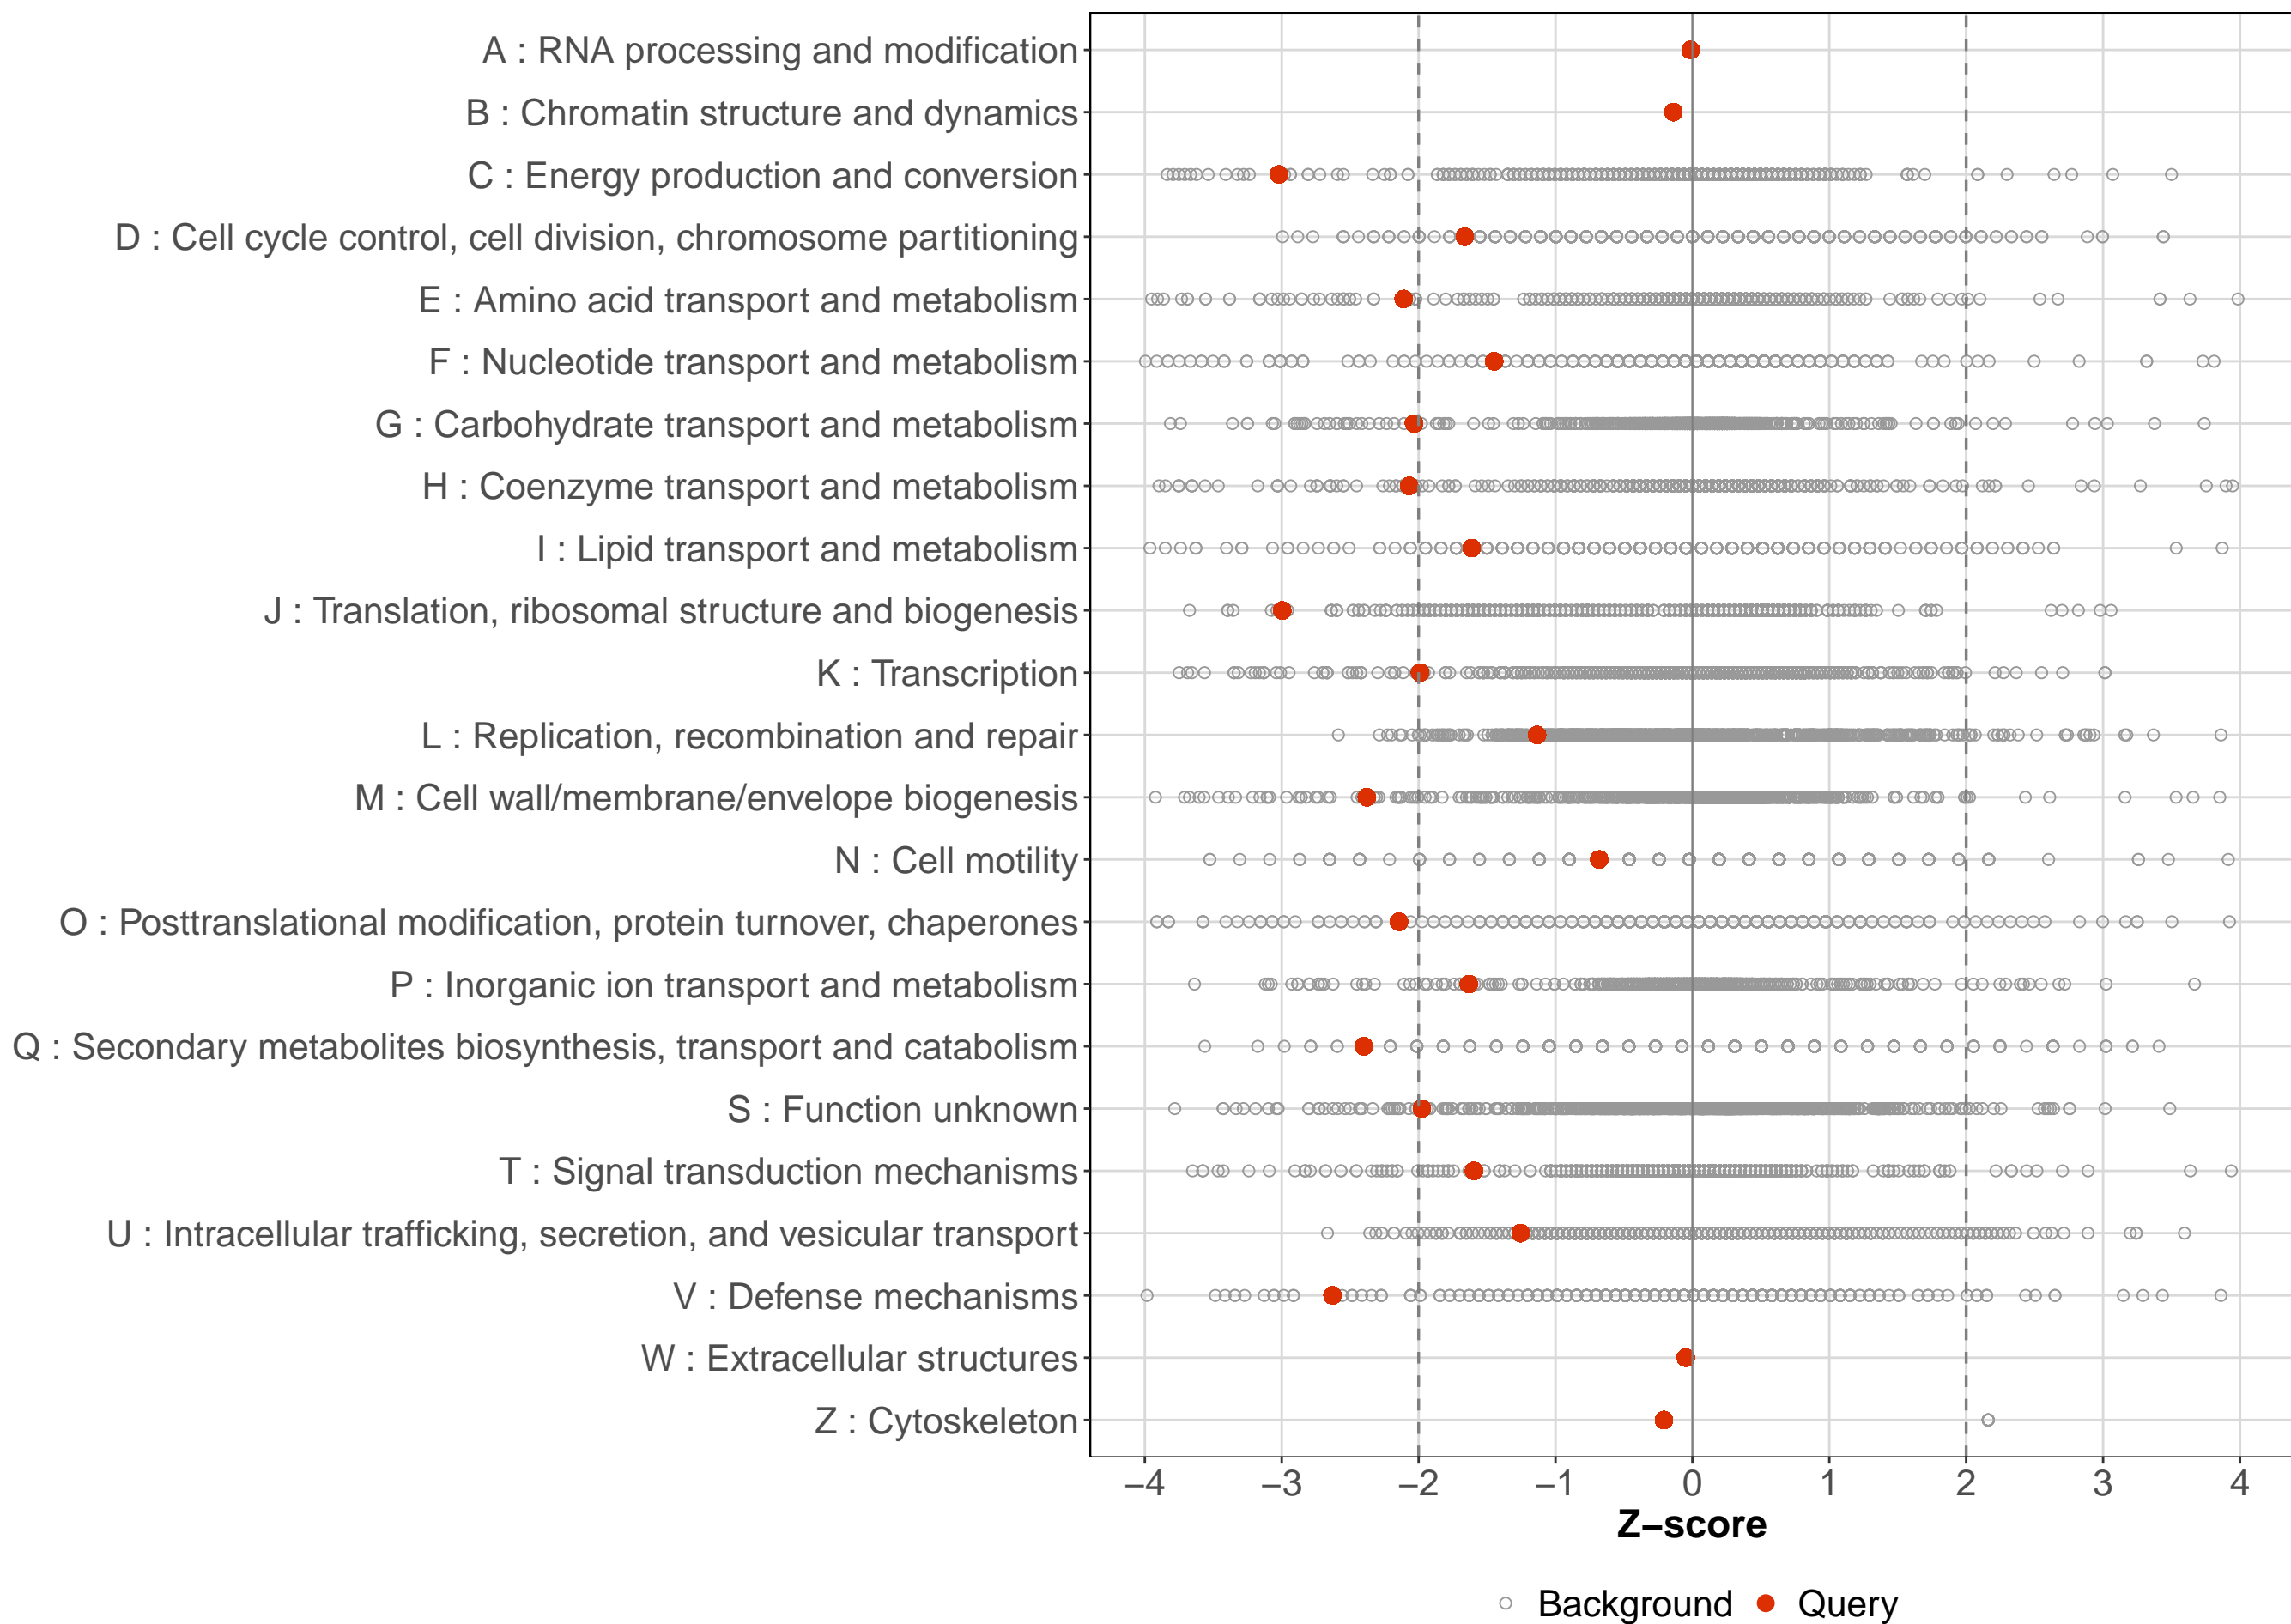 A : RNA processing and modification
B : Chromatin structure and dynamics
C : Energy production and conversion
D : Cell cycle control, cell division, chromosome partitioning
E : Amino acid transport and metabolism
F : Nucleotide transport and metabolism
G : Carbohydrate transport and metabolism
H : Coenzyme transport and metabolism
I : Lipid transport and metabolism
J : Translation, ribosomal structure and biogenesis
K : Transcription
L : Replication, recombination and repair
M : Cell wall/membrane/envelope biogenesis
N : Cell motility
O : Posttranslational modification, protein turnover, chaperones
P : Inorganic ion transport and metabolism
Q : Secondary metabolites biosynthesis, transport and catabolism
S : Function unknown
T : Signal transduction mechanisms
U : Intracellular trafficking, secretion, and vesicular transport
V : Defense mechanisms
W : Extracellular structures
Z : Cytoskeleton
−4 −3 −2 −1 0 1 2 3 4
Z−score
Background Query